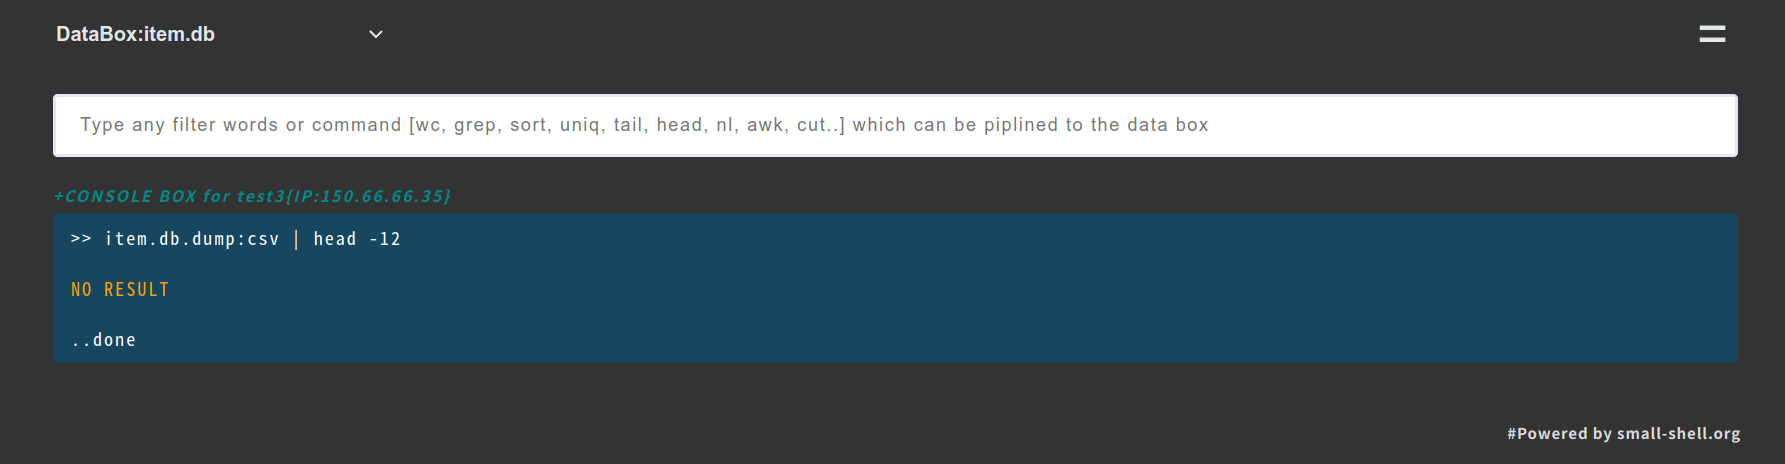 DataBox:item.db
Type any filter words or command [wc, grep, sort, uniq, tail, head, nl, awk, cut..] which can be piplined to the data box
+CONSOLE BOX for test3{IP:150.66.66.35}
>> item.db.dump:csv | head -12
NO RESULT
..done
#Powered by small-shell.org